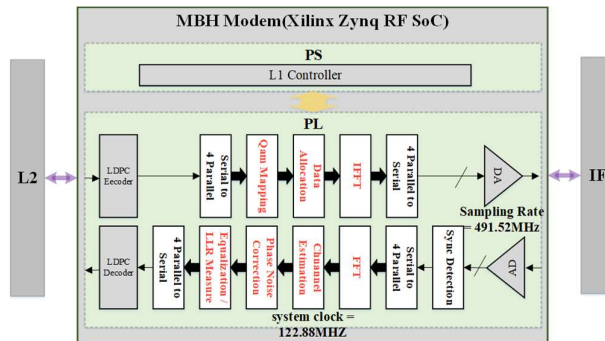 MBH Modem(Xilinx Zynq RF SoC)
PS
L1 Controller
PL
L2
IF
LDPC
Encoder
Serial to
4 Parallel
Qam Mapping
Data
Allocation
IFFT
4 Parallel to
Serial
DA
Sampling Rate
= 491.52MHz
LDPC
Decoder
4 Parallel to
Serial
Equalization /
LLR Measure
Phase Noise
Correction
Chnannel
Estimation
FFT
Serial to
4 Parallel
Sync Detection
AD
system clock =
122.88MHZ